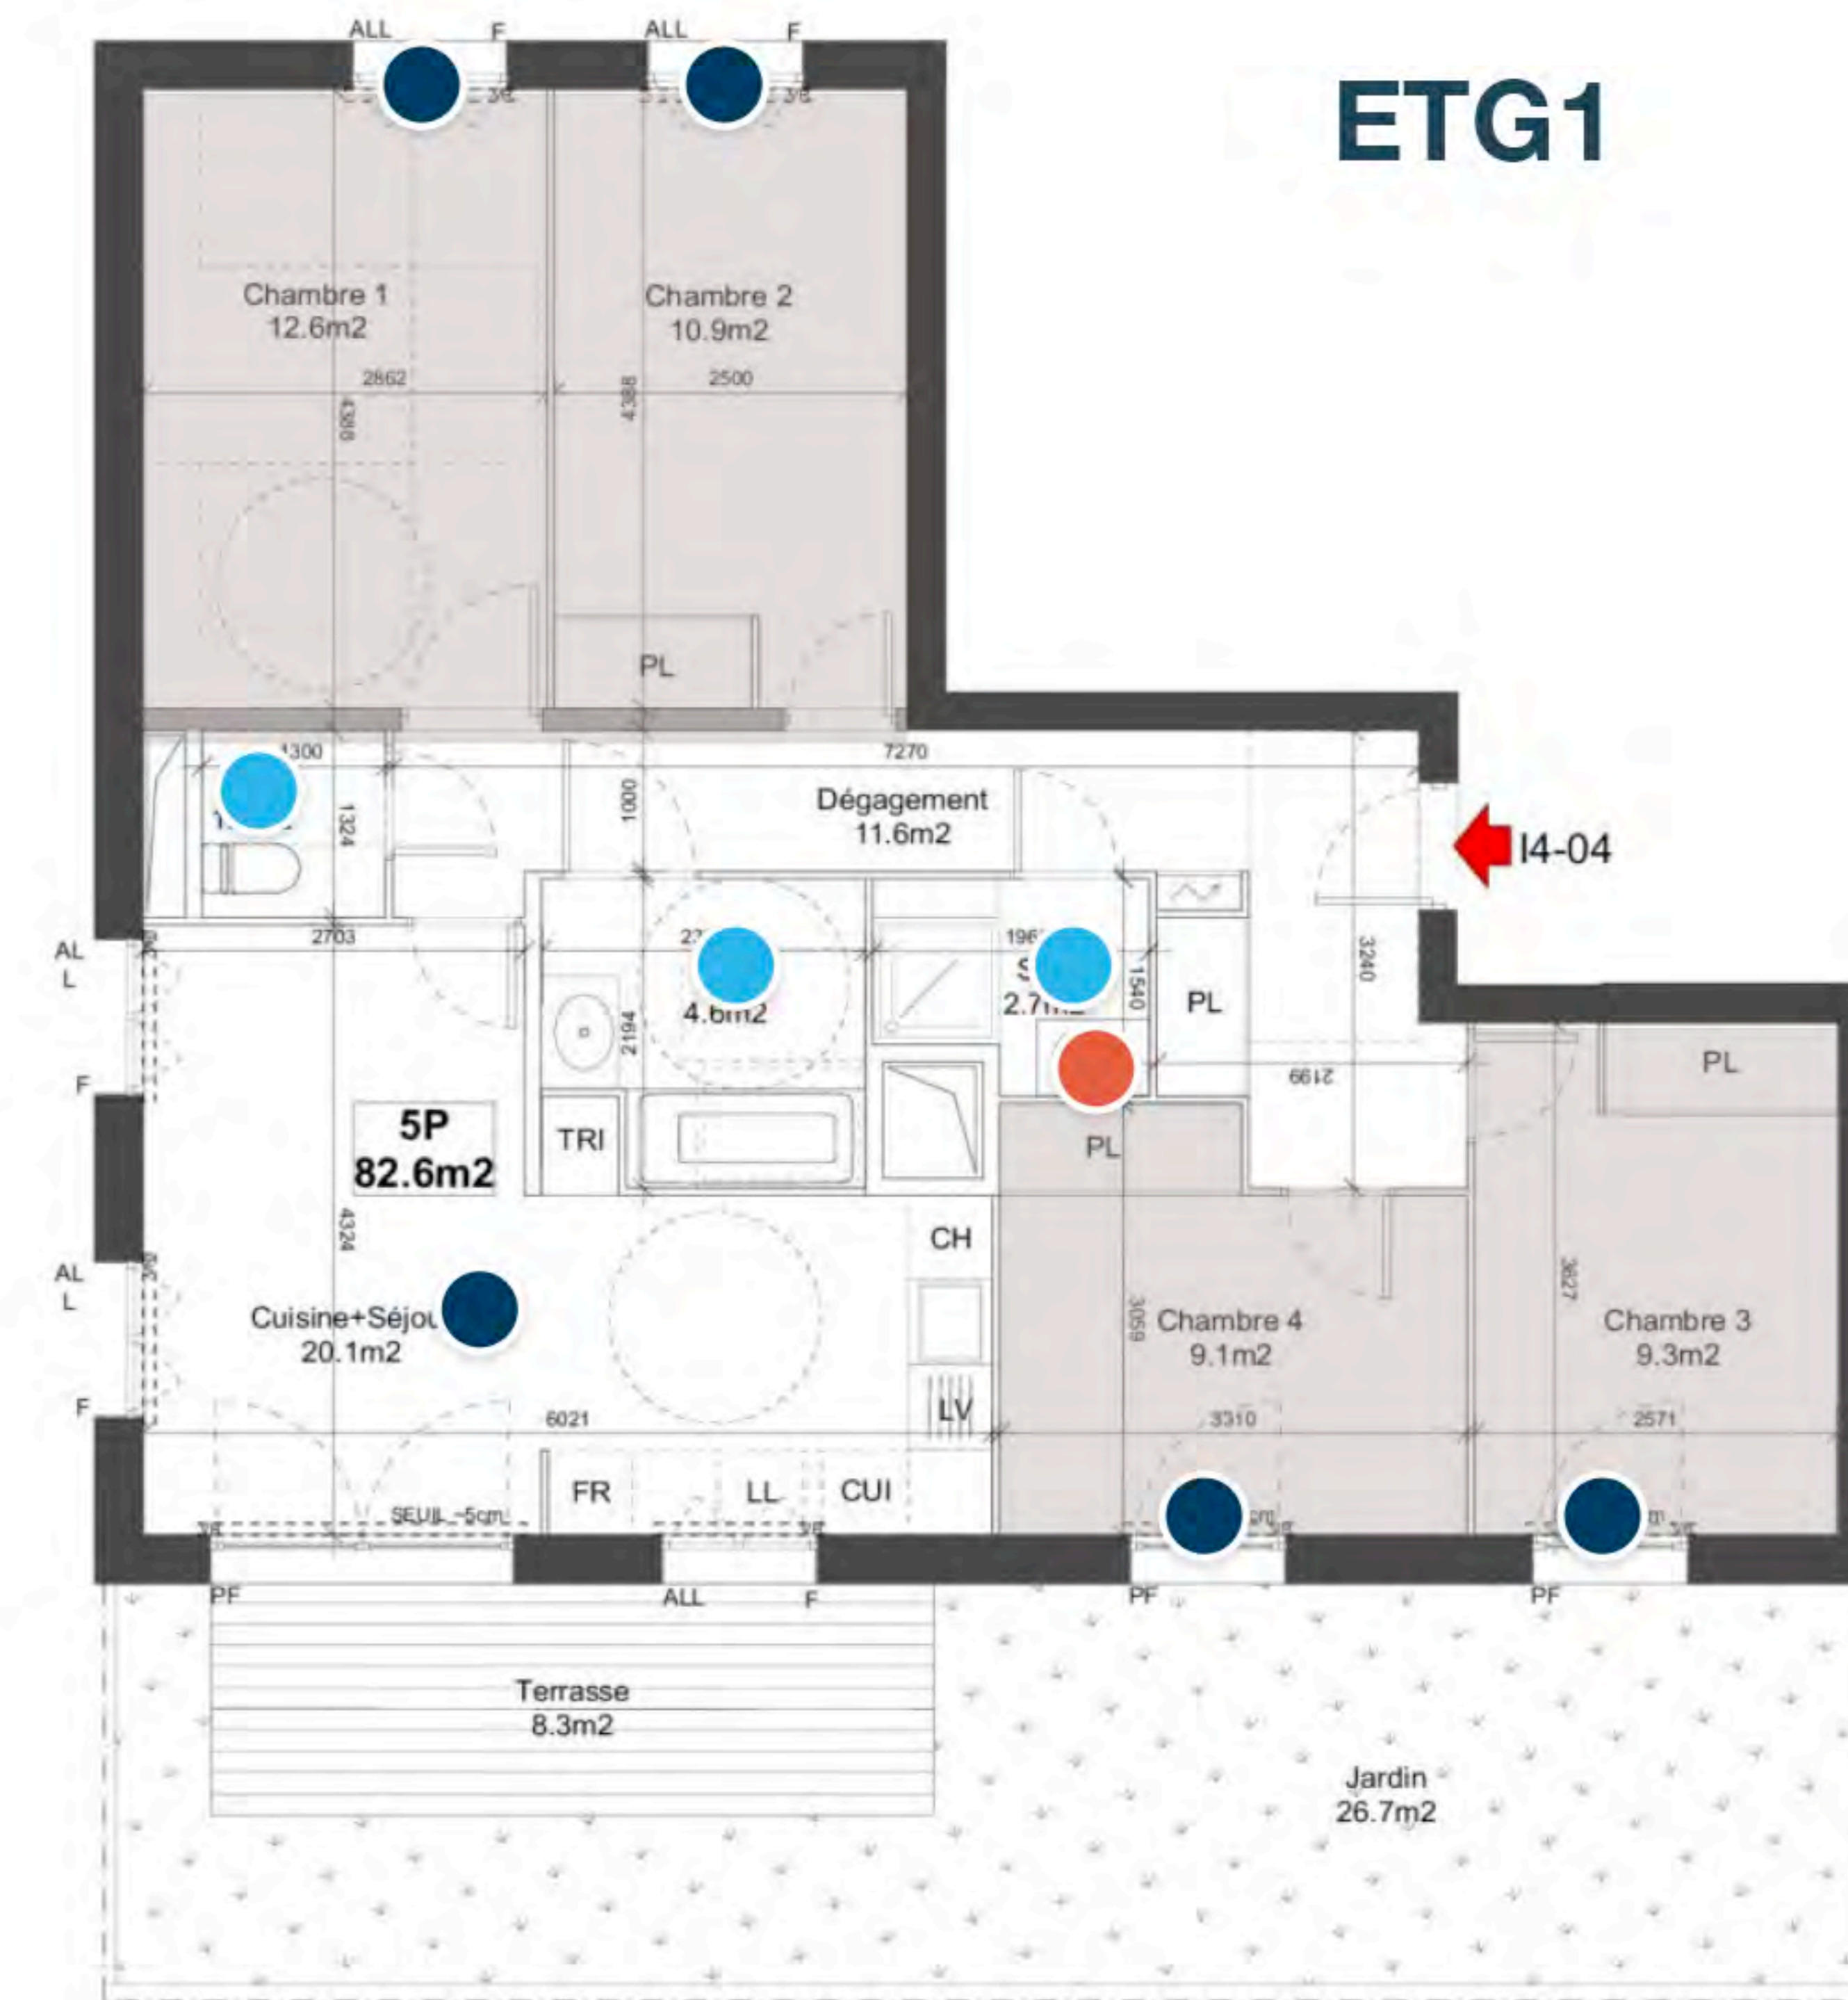 ALL F ALL F
ETG1
Chambre 1
12.6m2
Chambre 2
10.9m2
2862
4388
4388
2500
PL
1300
7270
1324
1000
Dégagement
11.6m2
I4-04
AL
L
F
2703
4.6m2
2194
1540
PL
3240
2199
PL
5P
82.6m2
TRI
PL
AL
L
F
4324
CH
Cuisine+Séjou
20.1m2
3059
Chambre 4
9.1m2
3627
Chambre 3
9.3m2
6021
LV
3310
2571
FR
LL
CUI
SEUIL ~5cm
PF
ALL F
PF
PF
Terrasse
8.3m2
Jardin
26.7m2